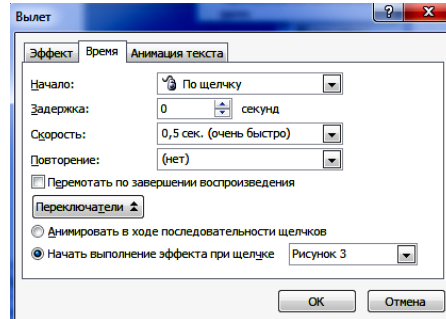 Вылет
Эффект Время Анимация текста
Начало: По щелчку
Задержка: 0 секунд
Скорость: 0,5 сек. (очень быстро)
Повторение: (нет)
Перемотать по завершении воспроизведения
Переключатели
Анимировать в ходе последовательности щелчков
Начать выполнение эффекта при щелчке Рисунок 3
ОК Отмена